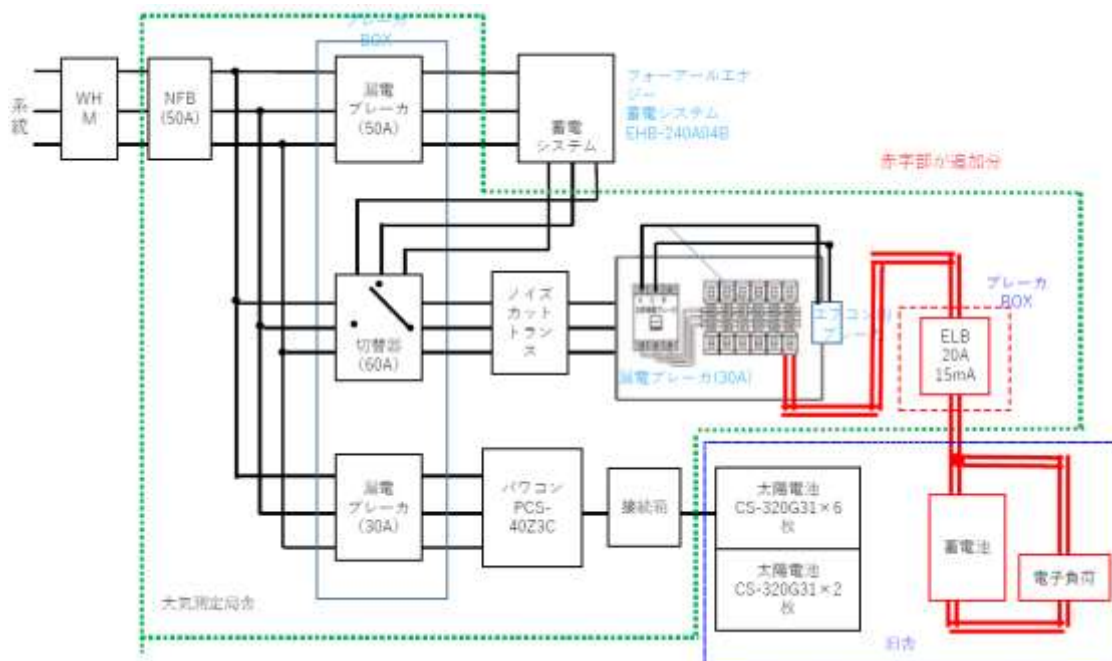 ブレーカ
BOX
系統
WH
M
NFB
(50A)
漏電
ブレーカ
(50A)
蓄電
システム
フォーアールエナ
ジー
蓄電システム
EHB-240A04B
赤字部が追加分
切替器
(60A)
ノイズ
カット
トラン
ス
漏電ブレーカ(30A)
ブレーカ
BOX
ELB
20A
15mA
漏電
ブレーカ
(30A)
パワコン
PCS-
40Z3C
接続箱
太陽電池
CS-320G31×6
枚
太陽電池
CS-320G31×2
枚
蓄電池
電子負荷
大気測定局舎
旧舎